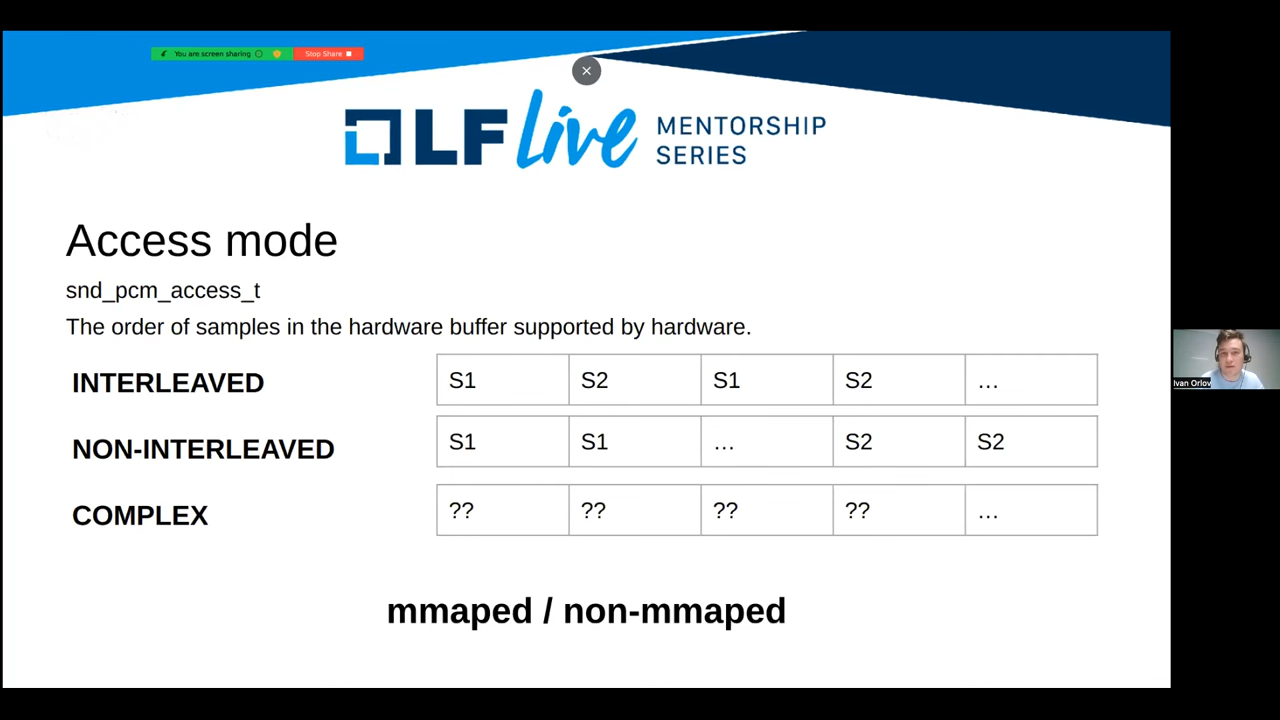 You are screen sharing
Stop Share
LF live MENTORSHIP
SERIES
Access mode
snd_pcm_access_t
The order of samples in the hardware buffer supported by hardware.
INTERLEAVED S1 S2 S1 S2 …
NON-INTERLEAVED S1 S1 … S2 S2
COMPLEX ?? ?? ?? ?? …
mmaped / non-mmaped
Ivan Orlov